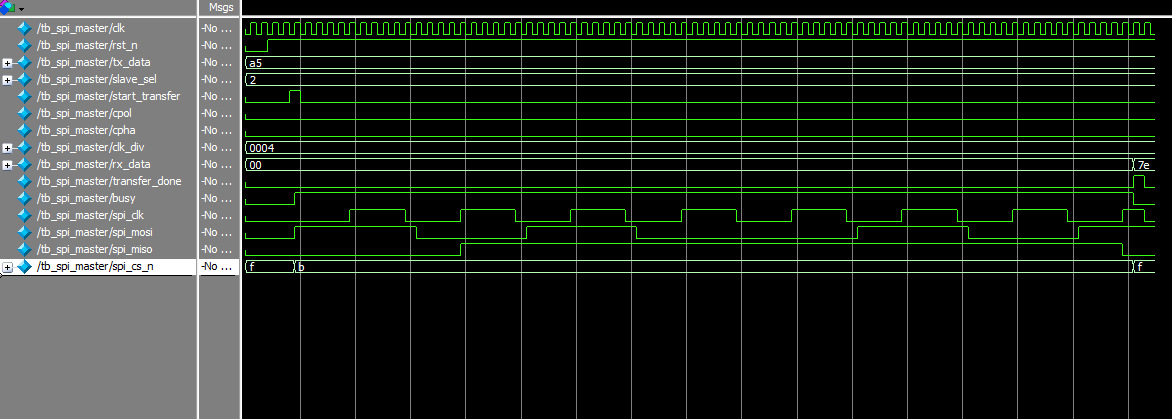 Msgs
/tb_spi_master/clk -No ...
/tb_spi_master/rst_n -No ...
/tb_spi_master/tx_data -No ... a5
/tb_spi_master/slave_sel -No ... 2
/tb_spi_master/start_transfer -No ...
/tb_spi_master/cpol -No ...
/tb_spi_master/cpha -No ...
/tb_spi_master/clk_div -No ... 0004
/tb_spi_master/rx_data -No ... 00 7e
/tb_spi_master/transfer_done -No ...
/tb_spi_master/busy -No ...
/tb_spi_master/spi_clk -No ...
/tb_spi_master/spi_mosi -No ...
/tb_spi_master/spi_miso -No ...
/tb_spi_master/spi_cs_n -No ... f b f